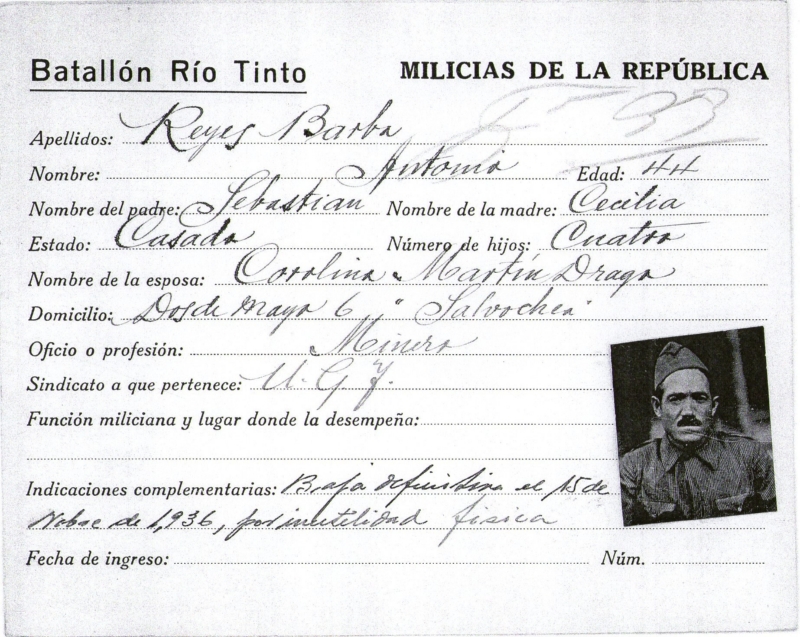 Batallón Río Tinto MILICIAS DE LA REPÚBLICA
Apellidos: Reyes Barba
Nombre: Antonio Edad: 44
Nombre del padre: Sebastian Nombre de la madre: Cecilia
Estado: Casado Número de hijos: Cuatro
Nombre de la esposa: Carolina Martín Drago
Domicilio: Dos de Mayo 6 " Salvochea "
Oficio o profesión: Minero
Sindicato a que pertenece: U. G. T.
Función miliciana y lugar donde la desempeña:
Indicaciones complementarias: Baja definitiva el 15 de
Nobre de 1,936, por inutilidad fisica
Fecha de ingreso: Núm.